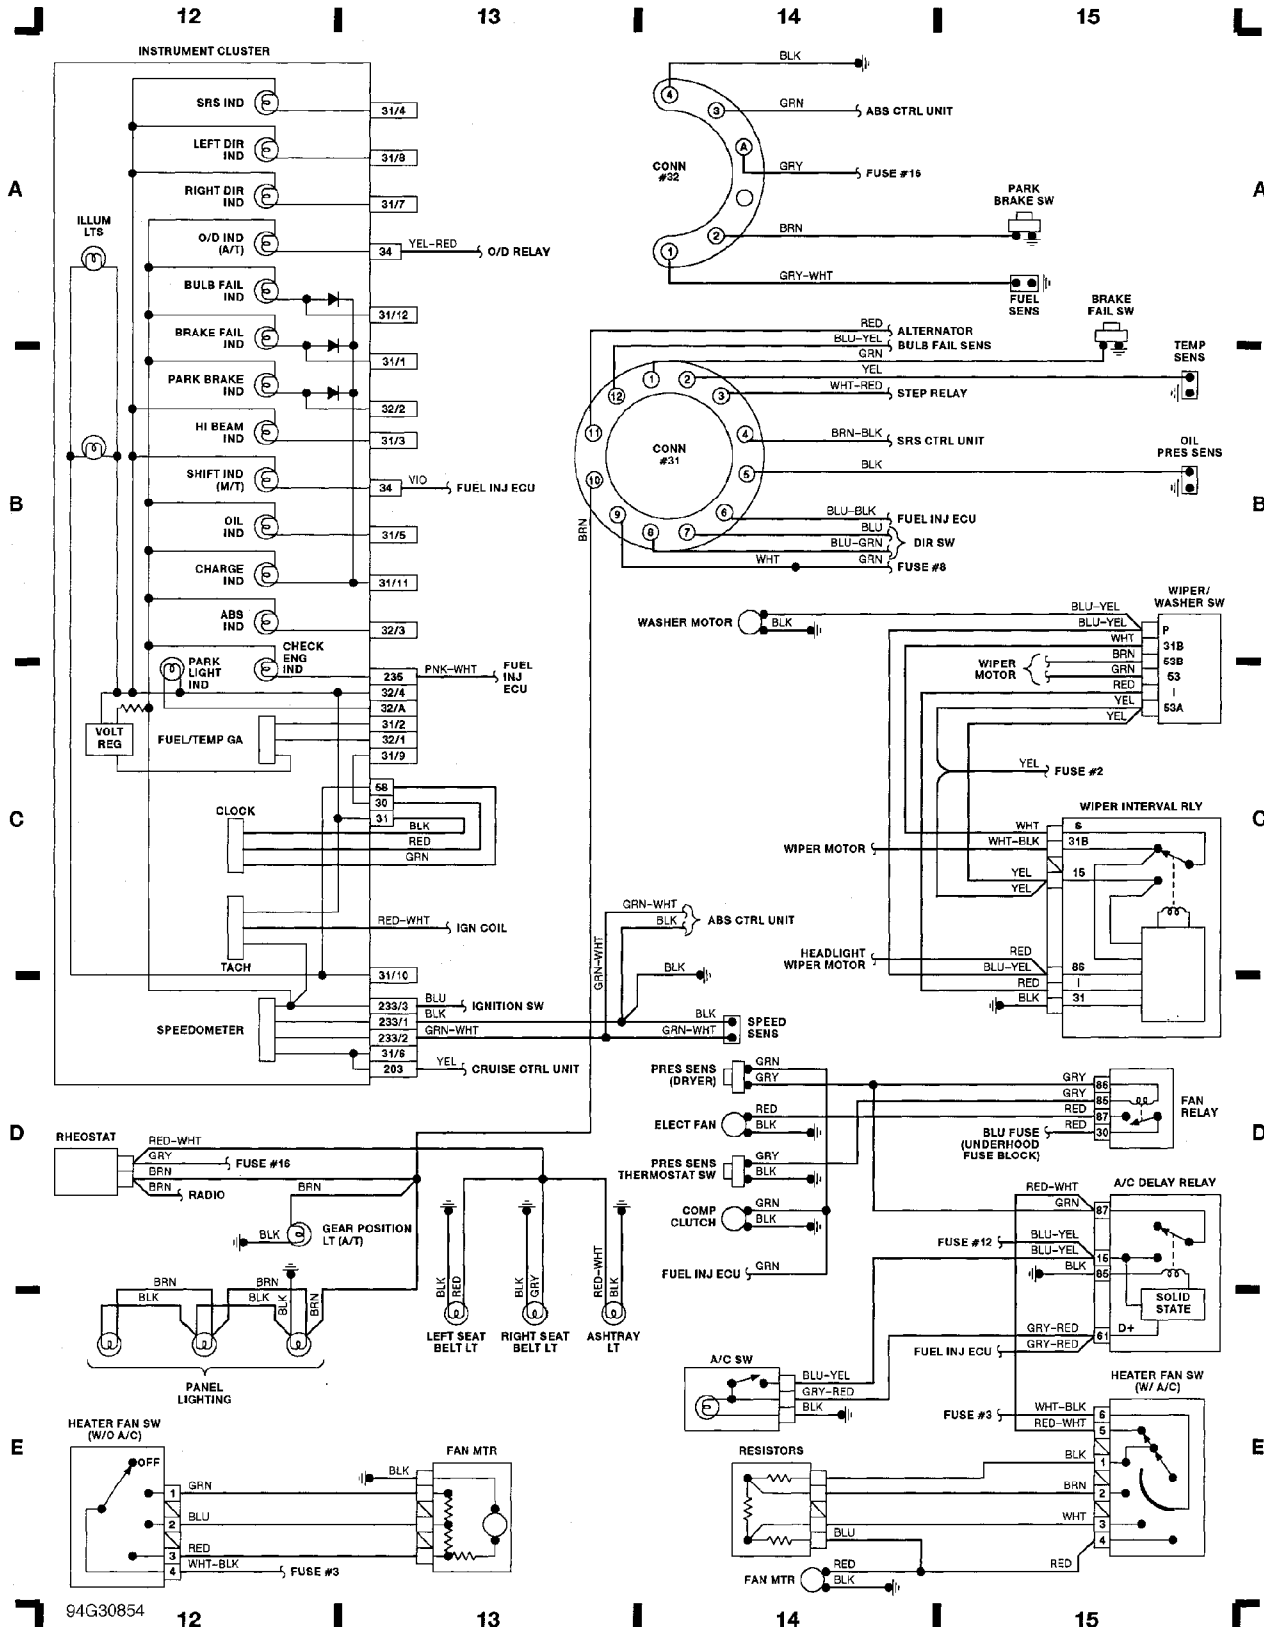 12 13 14 15
INSTRUMENT CLUSTER
SRS IND
31/4
LEFT DIR
IND
31/8
RIGHT DIR
IND
31/7
A
ILLUM
LTS
O/D IND
(A/T)
34
YEL-RED
O/D RELAY
BULB FAIL
IND
31/12
BRAKE FAIL
IND
31/1
PARK BRAKE
IND
32/2
HI BEAM
IND
31/3
SHIFT IND
(M/T)
34
VIO
FUEL INJ ECU
B
OIL
IND
31/5
CHARGE
IND
31/11
ABS
IND
32/3
PARK
LIGHT
IND
CHECK
ENG
IND
235
PNK-WHT
FUEL
INJ
ECU
32/4
32/A
VOLT
REG
FUEL/TEMP GA
31/2
32/1
31/9
58
30
31
C
CLOCK
BLK
RED
GRN
TACH
RED-WHT
IGN COIL
31/10
SPEEDOMETER
233/3
BLU
IGNITION SW
233/1
BLK
233/2
GRN-WHT
31/6
203
YEL
CRUISE CTRL UNIT
BLK
4
3
GRN
ABS CTRL UNIT
A
CONN
#32
GRY
FUSE #16
A
PARK
BRAKE SW
2
BRN
1
GRY-WHT
FUEL
SENS
BRAKE
FAIL SW
RED
ALTERNATOR
BLU-YEL
BULB FAIL SENS
GRN
YEL
TEMP
SENS
WHT-RED
STEP RELAY
1
2
3
4
5
6
7
8
9
10
11
12
CONN
#31
BRN-BLK
SRS CTRL UNIT
OIL
PRES SENS
BLK
BRN
BLU-BLK
FUEL INJ ECU
BLU
BLU-GRN
DIR SW
WHT
GRN
FUSE #8
B
WIPER/
WASHER SW
WASHER MOTOR
BLK
BLU-YEL
BLU-YEL
P
WHT
31B
WIPER
MOTOR
BRN
53B
GRN
53
RED
I
YEL
53A
YEL
YEL
FUSE #2
WIPER INTERVAL RLY
C
WHT
S
WIPER MOTOR
WHT-BLK
31B
YEL
15
YEL
HEADLIGHT
WIPER MOTOR
RED
BLU-YEL
86
RED
I
BLK
31
GRN-WHT
BLK
ABS CTRL UNIT
GRN-WHT
BLK
BLK
GRN-WHT
SPEED
SENS
D
RHEOSTAT
RED-WHT
GRY
FUSE #16
BRN
BRN
RADIO
BRN
BLK
GEAR POSITION
LT (A/T)
BRN
BLK
BRN
BLK
BLK
BRN
PANEL
LIGHTING
BLK
RED
LEFT SEAT
BELT LT
BLK
GRY
RIGHT SEAT
BELT LT
RED-WHT
BLK
ASHTRAY
LT
PRES SENS
(DRYER)
GRN
GRY
ELECT FAN
RED
BLK
PRES SENS
THERMOSTAT SW
GRY
BLK
COMP
CLUTCH
GRN
BLK
FUEL INJ ECU
GRN
GRY
86
GRY
85
RED
87
RED
30
FAN
RELAY
BLU FUSE
(UNDERHOOD
FUSE BLOCK)
D
A/C DELAY RELAY
RED-WHT
GRN
87
FUSE #12
BLU-YEL
BLU-YEL
15
BLK
85
SOLID
STATE
GRY-RED
61
D+
FUEL INJ ECU
GRY-RED
A/C SW
BLU-YEL
GRY-RED
BLK
HEATER FAN SW
(W/ A/C)
FUSE #3
WHT-BLK
6
RED-WHT
5
BLK
1
BRN
2
WHT
3
4
E
HEATER FAN SW
(W/O A/C)
OFF
1
GRN
2
BLU
3
RED
4
WHT-BLK
FUSE #3
BLK
FAN MTR
RESISTORS
BLU
FAN MTR
RED
BLK
RED
E
94G30854
12 13 14 15